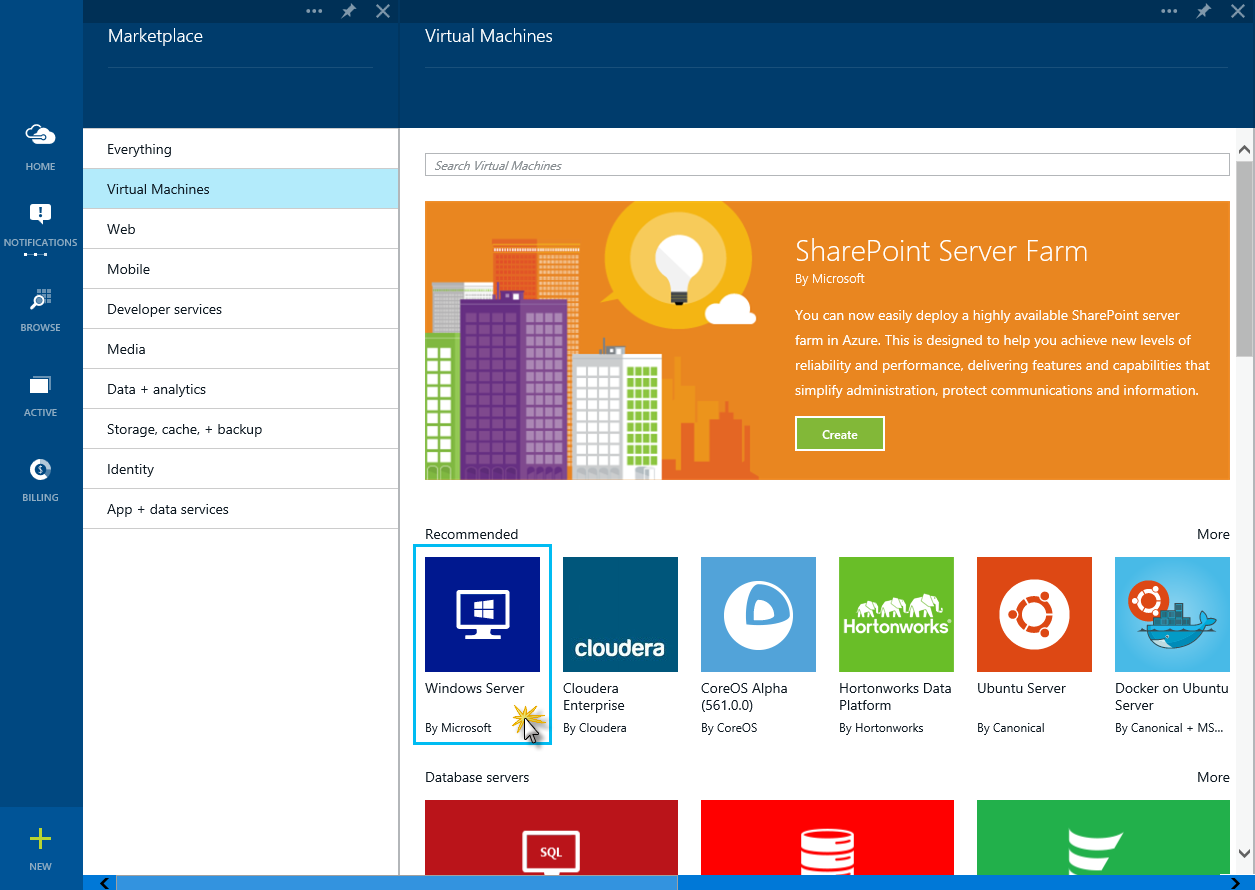 Marketplace
Virtual Machines
HOME
NOTIFICATIONS
BROWSE
ACTIVE
BILLING
NEW
Everything
Virtual Machines
Web
Mobile
Developer services
Media
Data + analytics
Storage, cache, + backup
Identity
App + data services
Search Virtual Machines
SharePoint Server Farm
By Microsoft
You can now easily deploy a highly available SharePoint server
farm in Azure. This is designed to help you achieve new levels of
reliability and performance, delivering features and capabilities that
simplify administration, protect communications and information.
Create
Recommended
More
cloudera
Hortonworks
Windows Server
By Microsoft
Cloudera
Enterprise
By Cloudera
CoreOS Alpha
(561.0.0)
By CoreOS
Hortonworks Data
Platform
By Hortonworks
Ubuntu Server
By Canonical
Docker on Ubuntu
Server
By Canonical + MS...
Database servers
More
SQL